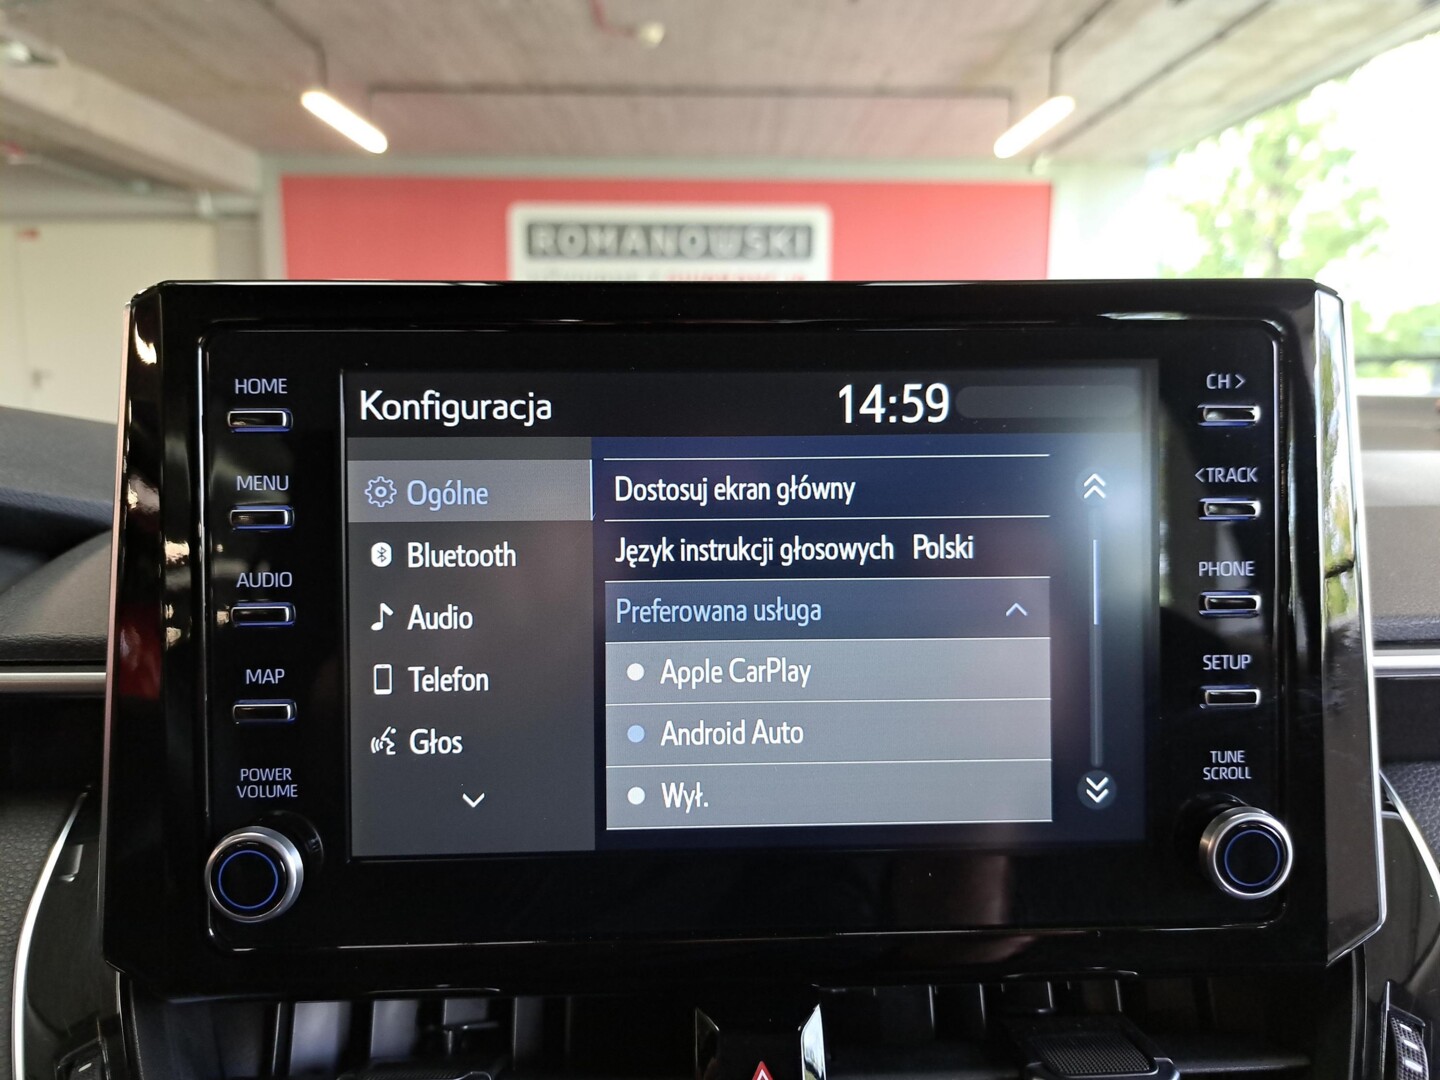 ROMANOWSKI
HOME
MENU
AUDIO
MAP
POWER
VOLUME
Konfiguracja 14:59
Ogólne
Bluetooth
Audio
Telefon
Głos
Dostosuj ekran główny
Język instrukcji głosowych Polski
Preferowana usługa
Apple CarPlay
Android Auto
Wył.
CH >
<TRACK
PHONE
SETUP
TUNE
SCROLL